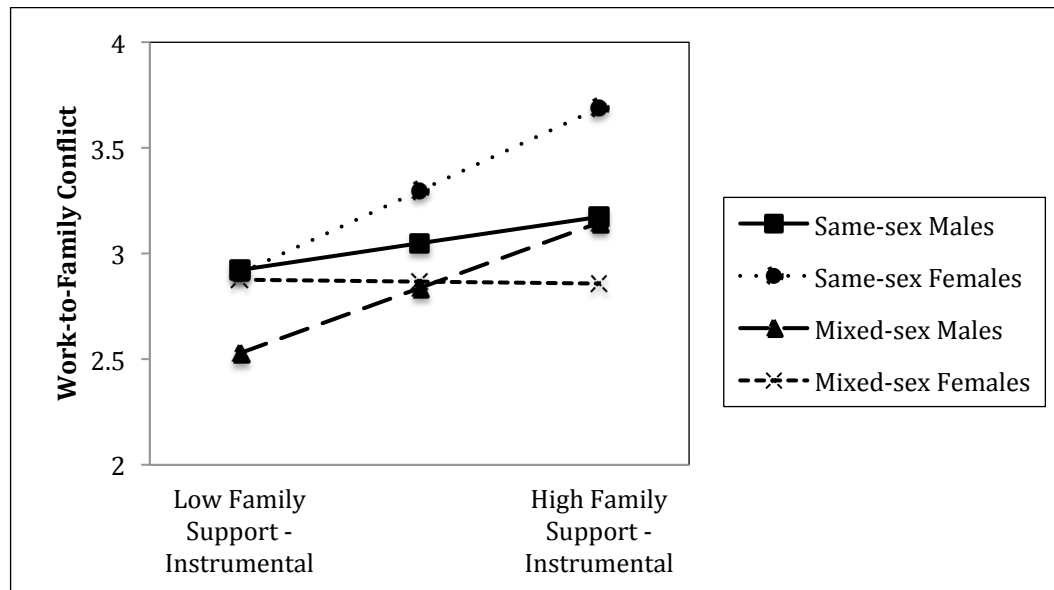 Work-to-Family Conflict
4
3.5
3
2.5
2
Low Family
Support -
Instrumental
High Family
Support -
Instrumental
Same-sex Males
Same-sex Females
Mixed-sex Males
Mixed-sex Females